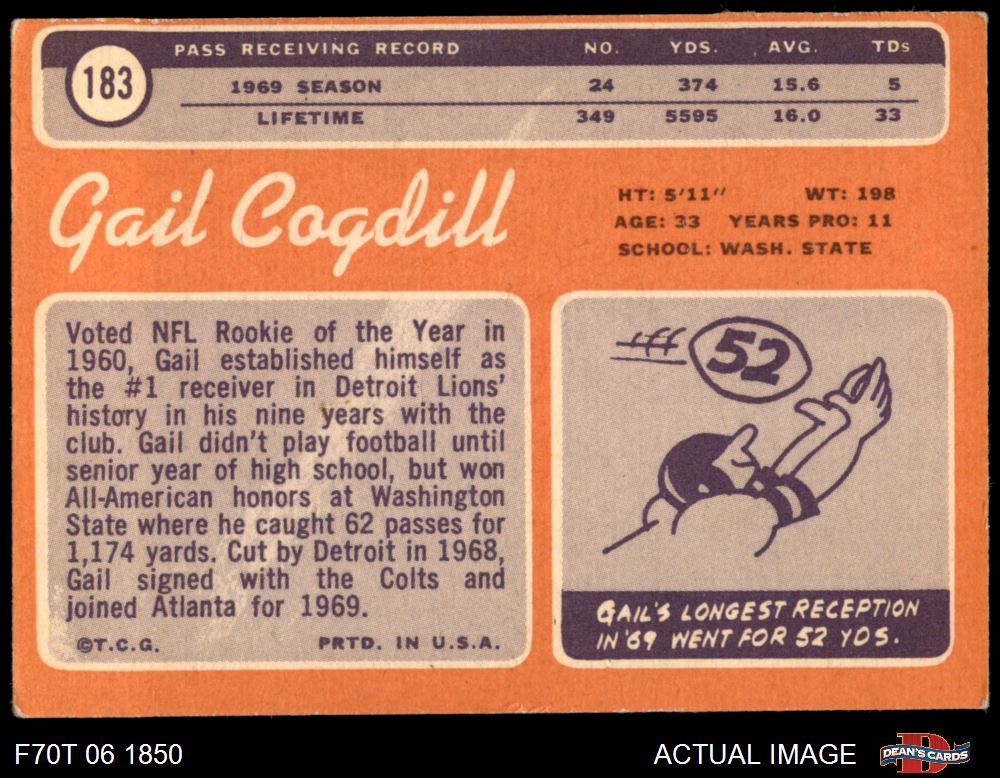 183
PASS RECEIVING RECORD NO. YDS. AVG. TDs
1969 SEASON 24 374 15.6 5
LIFETIME 349 5595 16.0 33
Gail Cogdill
HT: 5'11" WT: 198
AGE: 33 YEARS PRO: 11
SCHOOL: WASH. STATE
Voted NFL Rookie of the Year in
1960, Gail established himself as
the #1 receiver in Detroit Lions'
history in his nine years with the
club. Gail didn't play football until
senior year of high school, but won
All-American honors at Washington
State where he caught 62 passes for
1,174 yards. Cut by Detroit in 1968,
Gail signed with the Colts and
joined Atlanta for 1969.
©T.C.G. PRTD. IN U.S.A.
52
GAIL'S LONGEST RECEPTION
IN '69 WENT FOR 52 YDS.
F70T 06 1850
ACTUAL IMAGE
D
DEAN'S CARDS